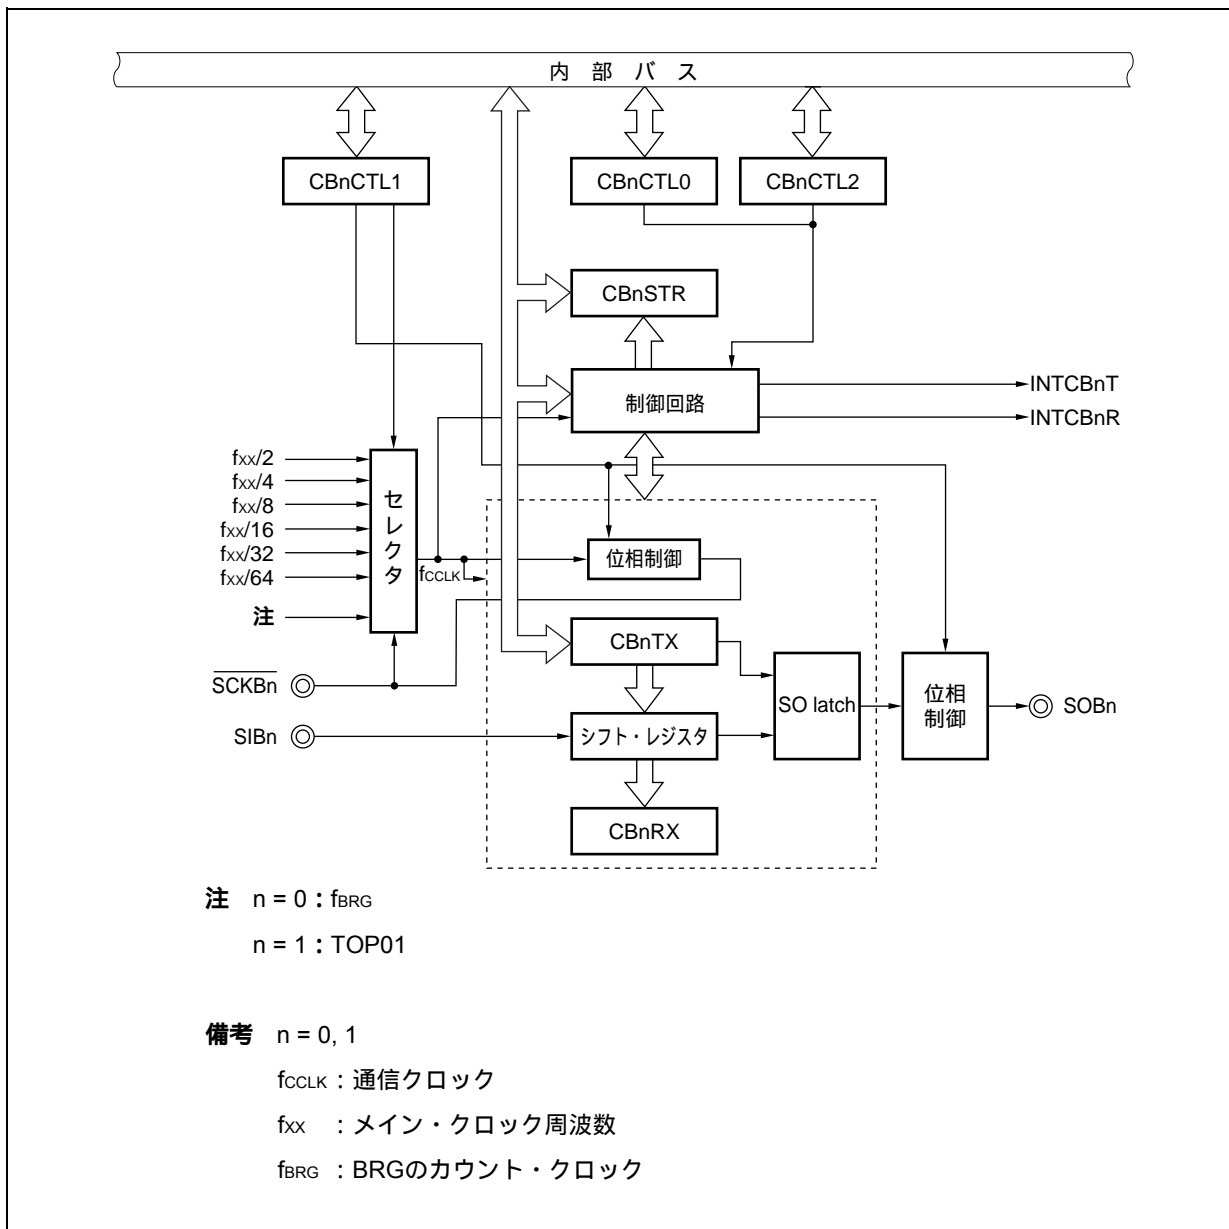 内 部 バ ス
CBnCTL1
CBnCTL0
CBnCTL2
CBnSTR
制御回路
INTCBnT
INTCBnR
fXX/2
fXX/4
fXX/8
fXX/16
fXX/32
fXX/64
注
セレクタ
fCCLK
位相制御
CBnTX
SCKBn
SIBn
シフト・レジスタ
SO latch
位相
制御
SOBn
CBnRX
注 n = 0：fBRG
n = 1：TOP01
備考 n = 0, 1
fCCLK：通信クロック
fXX ：メイン・クロック周波数
fBRG ：BRGのカウント・クロック